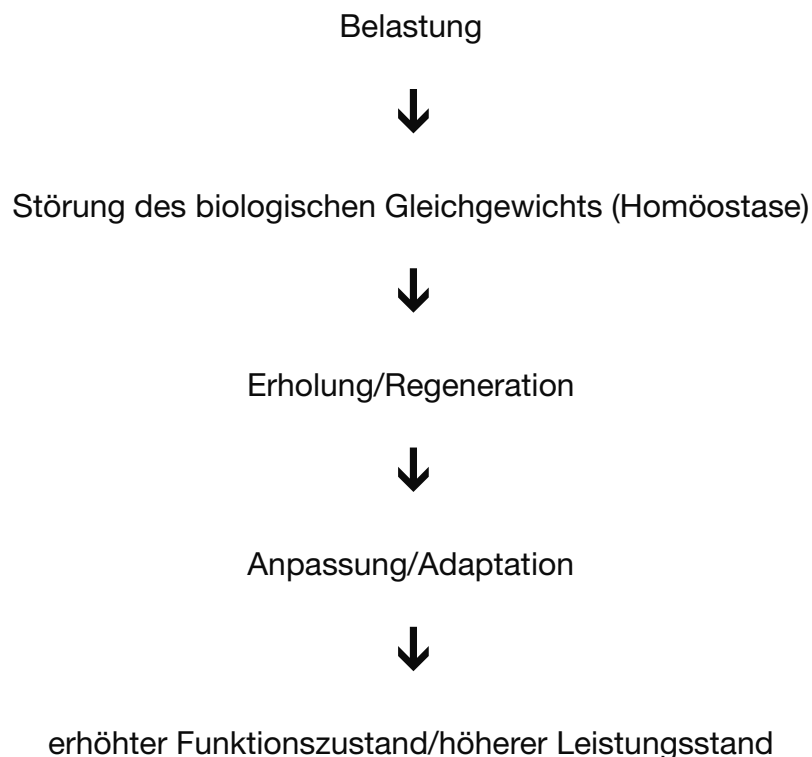 Belastung
Störung des biologischen Gleichgewichts (Homöostase)
Erholung/Regeneration
Anpassung/Adaptation
erhöhter Funktionszustand/höherer Leistungsstand